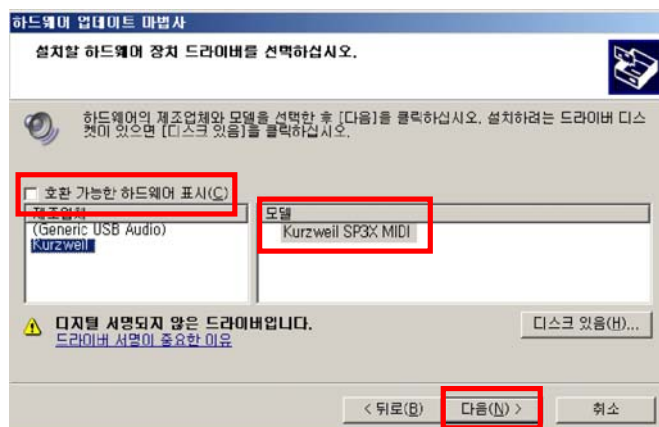 하드웨어 업데이트 마법사
설치할 하드웨어 장치 드라이버를 선택하십시오.
하드웨어의 제조업체와 모델을 선택한 후 [다음]을 클릭하십시오. 설치하려는 드라이버 디스
켓이 있으면 [디스크 있음]을 클릭하십시오.
호환 가능한 하드웨어 표시(C)
제조업체
(Generic USB Audio)
Kurzweil
모델
Kurzweil SP3X MIDI
디지털 서명되지 않은 드라이버입니다.
드라이버 서명이 중요한 이유
디스크 있음(H)...
< 뒤로(B)
다음(N) >
취소